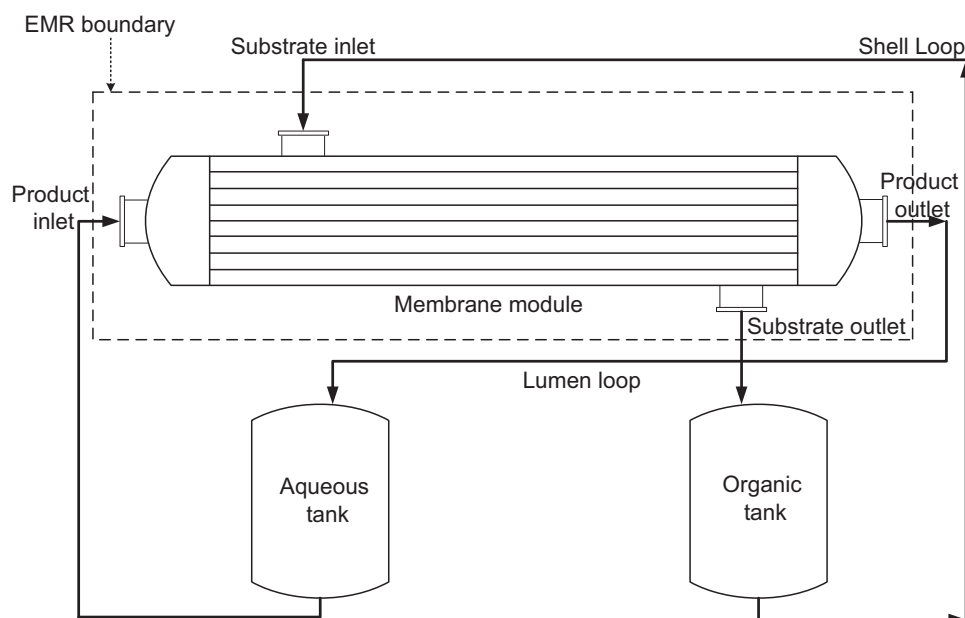 EMR boundary
Substrate inlet
Shell Loop
Product
inlet
Product
outlet
Membrane module
Substrate outlet
Lumen loop
Aqueous
tank
Organic
tank